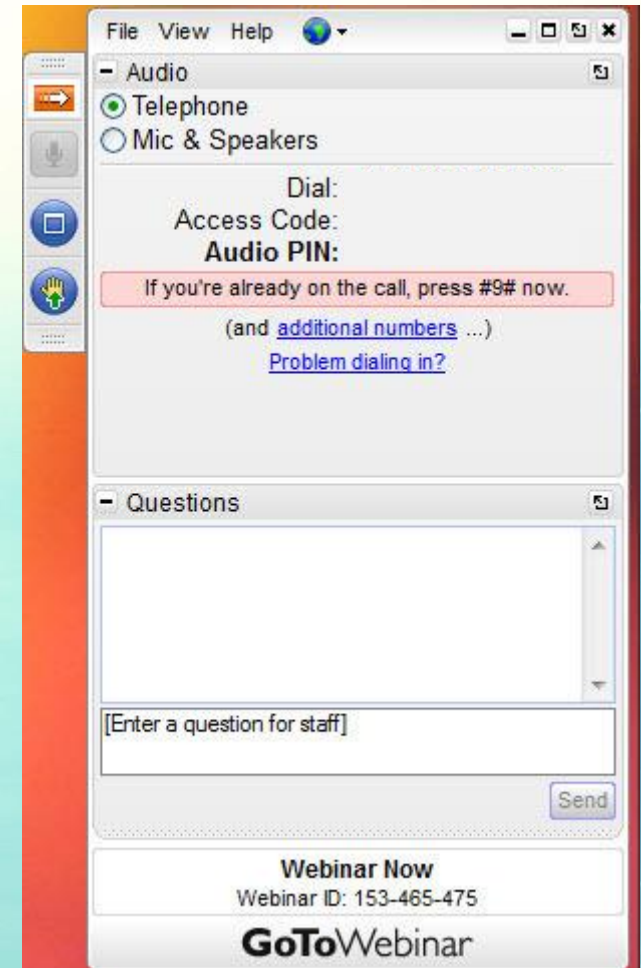 File View Help
Audio
Telephone
Mic & Speakers
Dial:
Access Code:
Audio PIN:
If you're already on the call, press #9# now.
(and additional numbers ...)
Problem dialing in?
Questions
[Enter a question for staff]
Send
Webinar Now
Webinar ID: 153-465-475
GoToWebinar